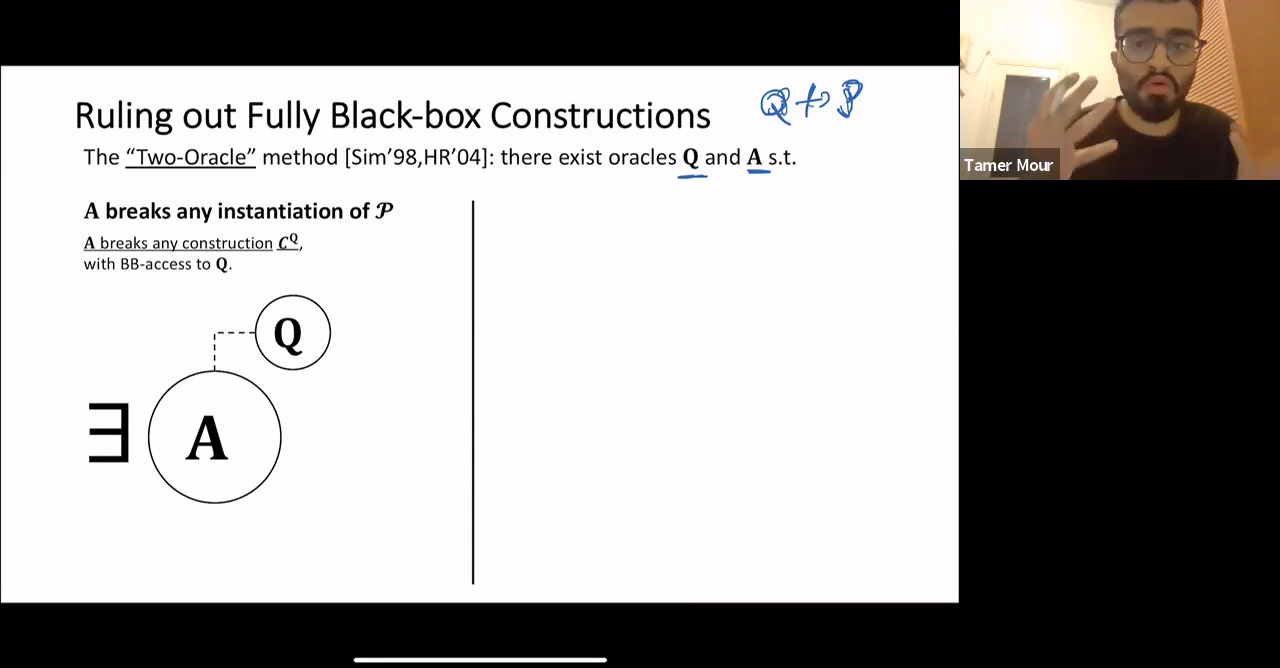 Ruling out Fully Black-box Constructions
Q ↛ P
The “Two-Oracle” method [Sim’98,HR’04]: there exist oracles Q and A s.t.
A breaks any instantiation of 𝒫
A breaks any construction C^Q,
with BB-access to Q.
Q
∃ A
Tamer Mour